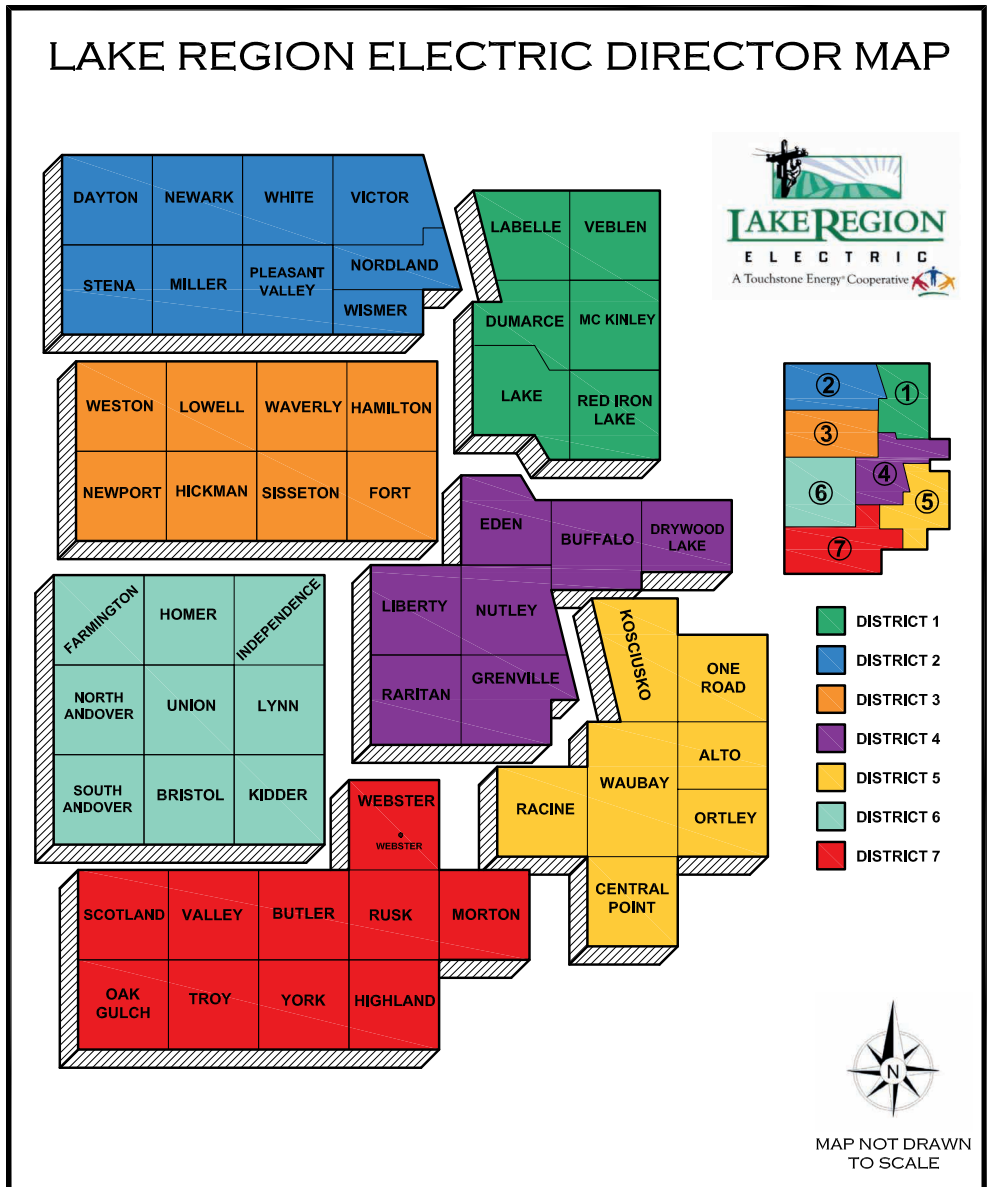 LAKE REGION ELECTRIC DIRECTOR MAP
LAKE REGION
ELECTRIC
A Touchstone Energy® Cooperative
DAYTON
NEWARK
WHITE
VICTOR
STENA
MILLER
PLEASANT
VALLEY
NORDLAND
WISMER
LABELLE
VEBLEN
DUMARCE
MC KINLEY
LAKE
RED IRON
LAKE
WESTON
LOWELL
WAVERLY
HAMILTON
NEWPORT
HICKMAN
SISSETON
FORT
EDEN
BUFFALO
DRYWOOD
LAKE
LIBERTY
NUTLEY
RARITAN
GRENVILLE
FARMINGTON
HOMER
INDEPENDENCE
NORTH
ANDOVER
UNION
LYNN
SOUTH
ANDOVER
BRISTOL
KIDDER
KOSCIUSKO
ONE
ROAD
WAUBAY
ALTO
RACINE
ORTLEY
CENTRAL
POINT
WEBSTER
WEBSTER
SCOTLAND
VALLEY
BUTLER
RUSK
MORTON
OAK
GULCH
TROY
YORK
HIGHLAND
2
1
3
4
6
5
7
DISTRICT 1
DISTRICT 2
DISTRICT 3
DISTRICT 4
DISTRICT 5
DISTRICT 6
DISTRICT 7
N
MAP NOT DRAWN
TO SCALE